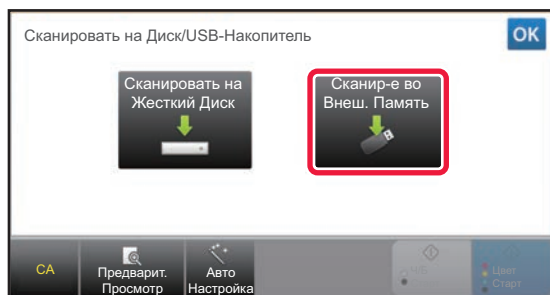 Сканировать на Диск/USB-Накопитель
OK
Сканировать на
Жесткий Диск
Сканир-е во
Внеш. Память
CA
Предварит.
Просмотр
Авто
Настройка
Ч/Б
Старт
Цвет
Старт